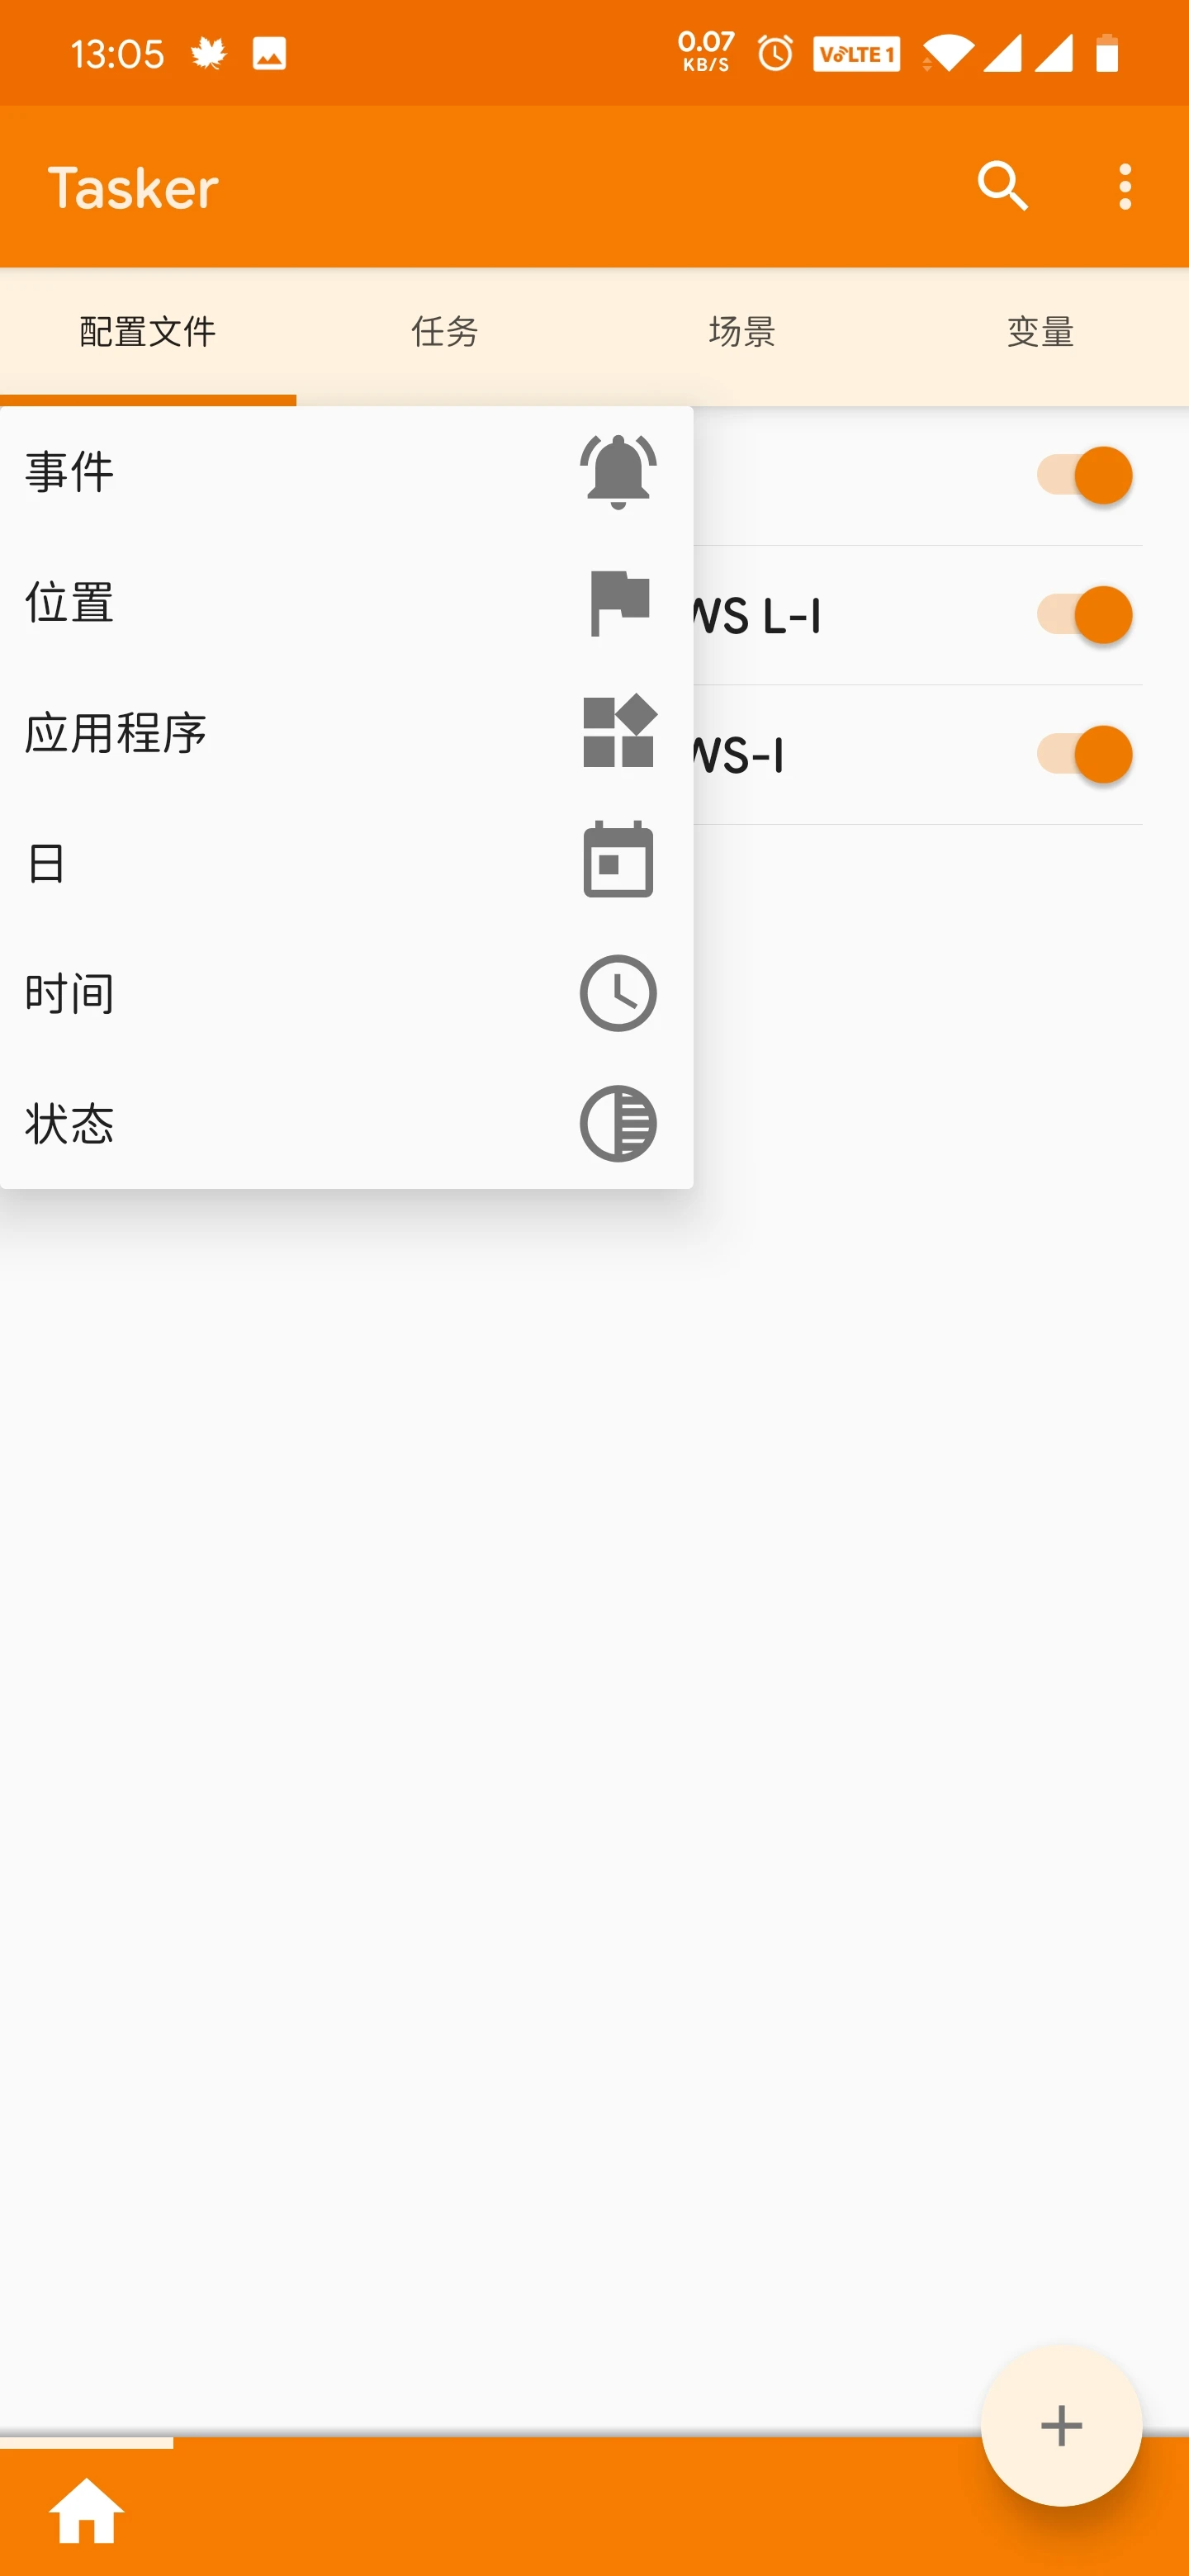 13:05
0.07
KB/S
VoLTE 1
Tasker
配置文件
任务
场景
变量
事件
位置
WS L-I
应用程序
WS-I
日
时间
状态